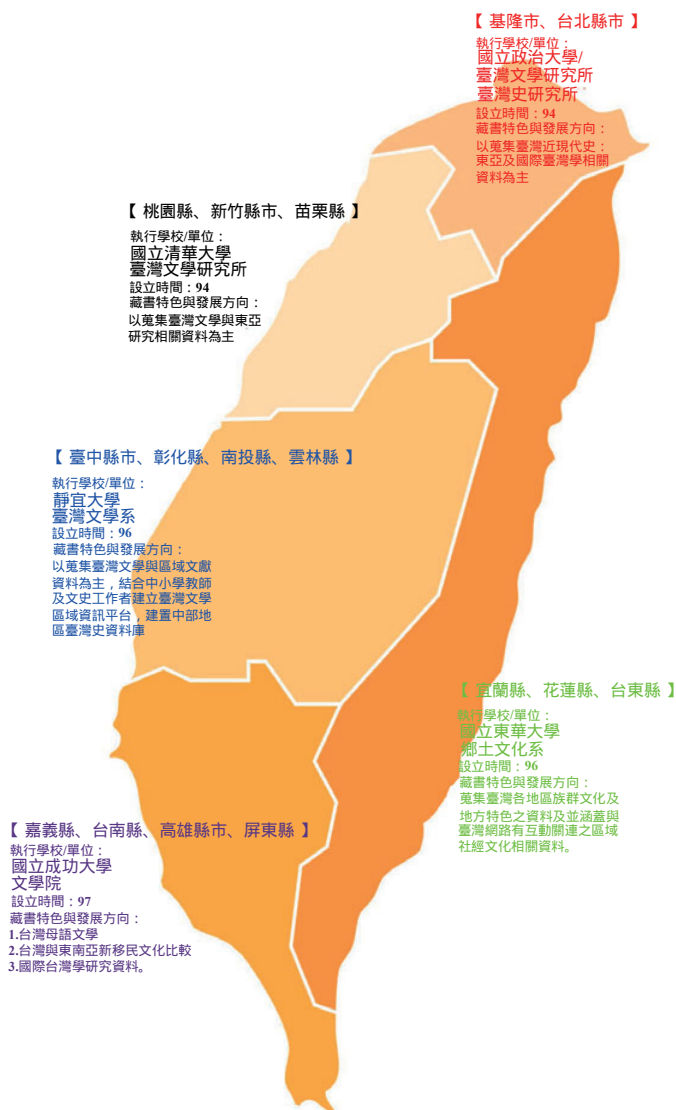 【 基隆市、台北縣市 】
執行學校/單位：
國立政治大學/
臺灣文學研究所
臺灣史研究所
設立時間：94
藏書特色與發展方向：
以蒐集臺灣近現代史：
東亞及國際臺灣學相關
資料為主
【 桃園縣、新竹縣市、苗栗縣 】
執行學校/單位：
國立清華大學
臺灣文學研究所
設立時間：94
藏書特色與發展方向：
以蒐集臺灣文學與東亞
研究相關資料為主
【 臺中縣市、彰化縣、南投縣、雲林縣 】
執行學校/單位：
靜宜大學
臺灣文學系
設立時間：96
藏書特色與發展方向：
以蒐集臺灣文學與區域文獻
資料為主，結合中小學教師
及文史工作者建立臺灣文學
區域資訊平台，建置中部地
區臺灣史資料庫
【 宜蘭縣、花蓮縣、台東縣 】
執行學校/單位：
國立東華大學
鄉土文化系
設立時間：96
藏書特色與發展方向：
蒐集臺灣各地區族群文化及
地方特色之資料及並涵蓋與
臺灣網路有互動關連之區域
社經文化相關資料。
【 嘉義縣、台南縣、高雄縣市、屏東縣 】
執行學校/單位：
國立成功大學
文學院
設立時間：97
藏書特色與發展方向：
1.台灣母語文學
2.台灣與東南亞新移民文化比較
3.國際台灣學研究資料。